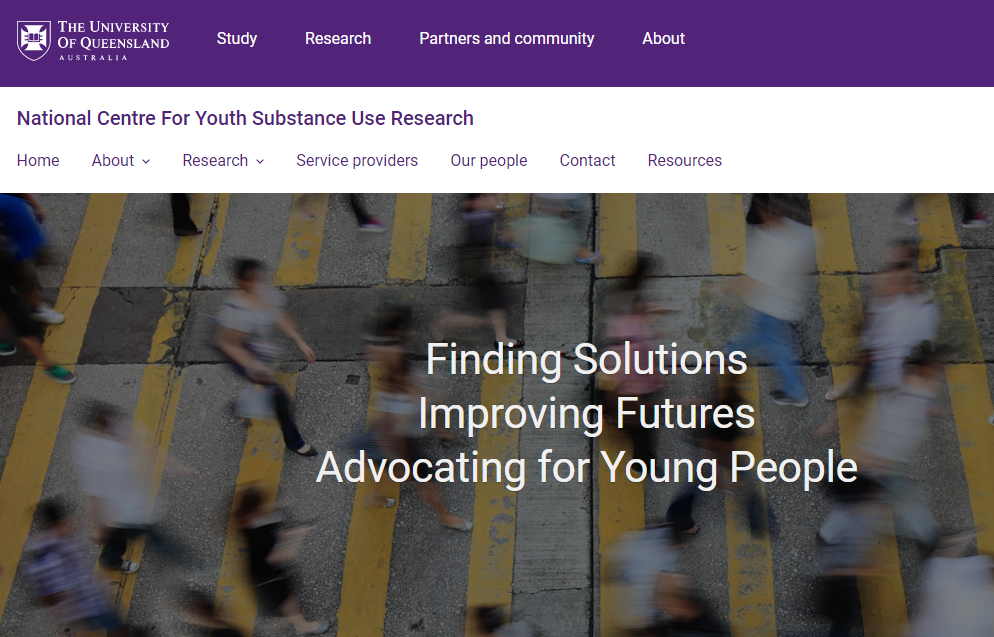 THE UNIVERSITY
OF QUEENSLAND
AUSTRALIA
Study
Research
Partners and community
About
National Centre For Youth Substance Use Research
Home
About
Research
Service providers
Our people
Contact
Resources
Finding Solutions
Improving Futures
Advocating for Young People